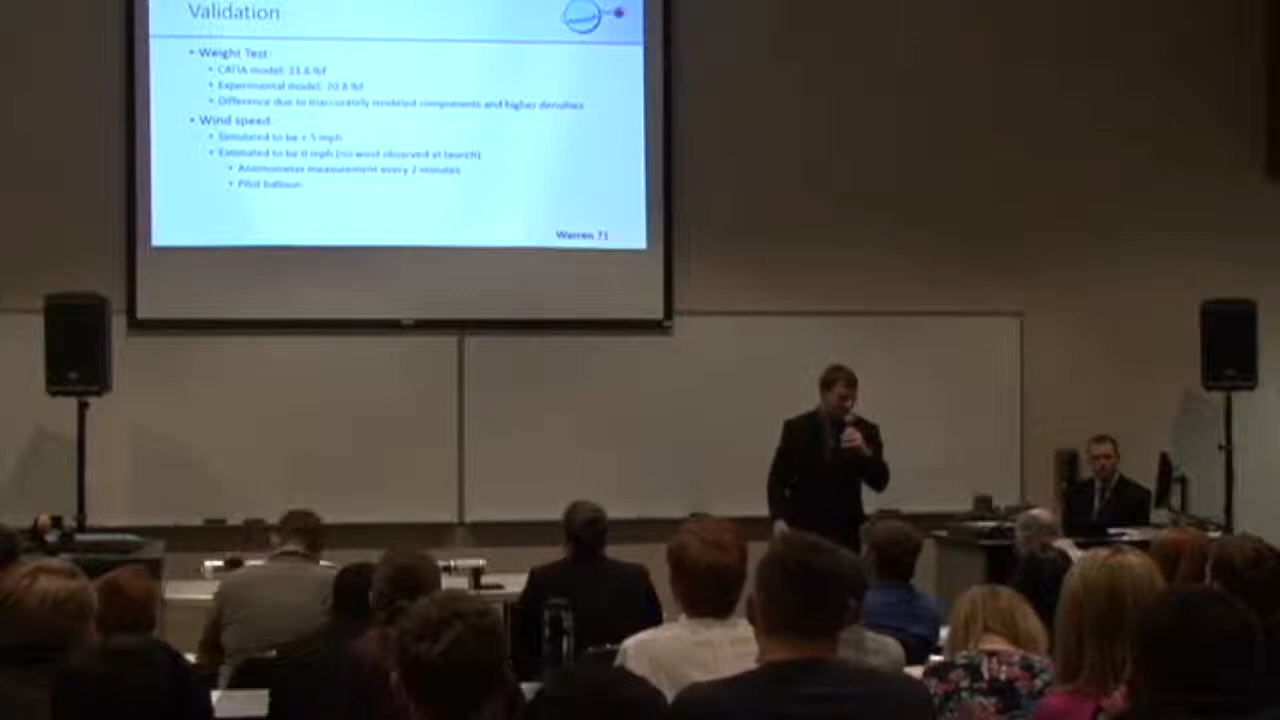 Validation
• Weight Test:
• CATIA model: 21.6 lbf
• Experimental model: 20.8 lbf
• Difference due to inaccurately modeled components and higher densities
• Wind speed
• Simulated to be < 5 mph
• Estimated to be 0 mph (no wind observed at launch)
• Anemometer measurement every 2 minutes
• Pilot balloon
Warren 71